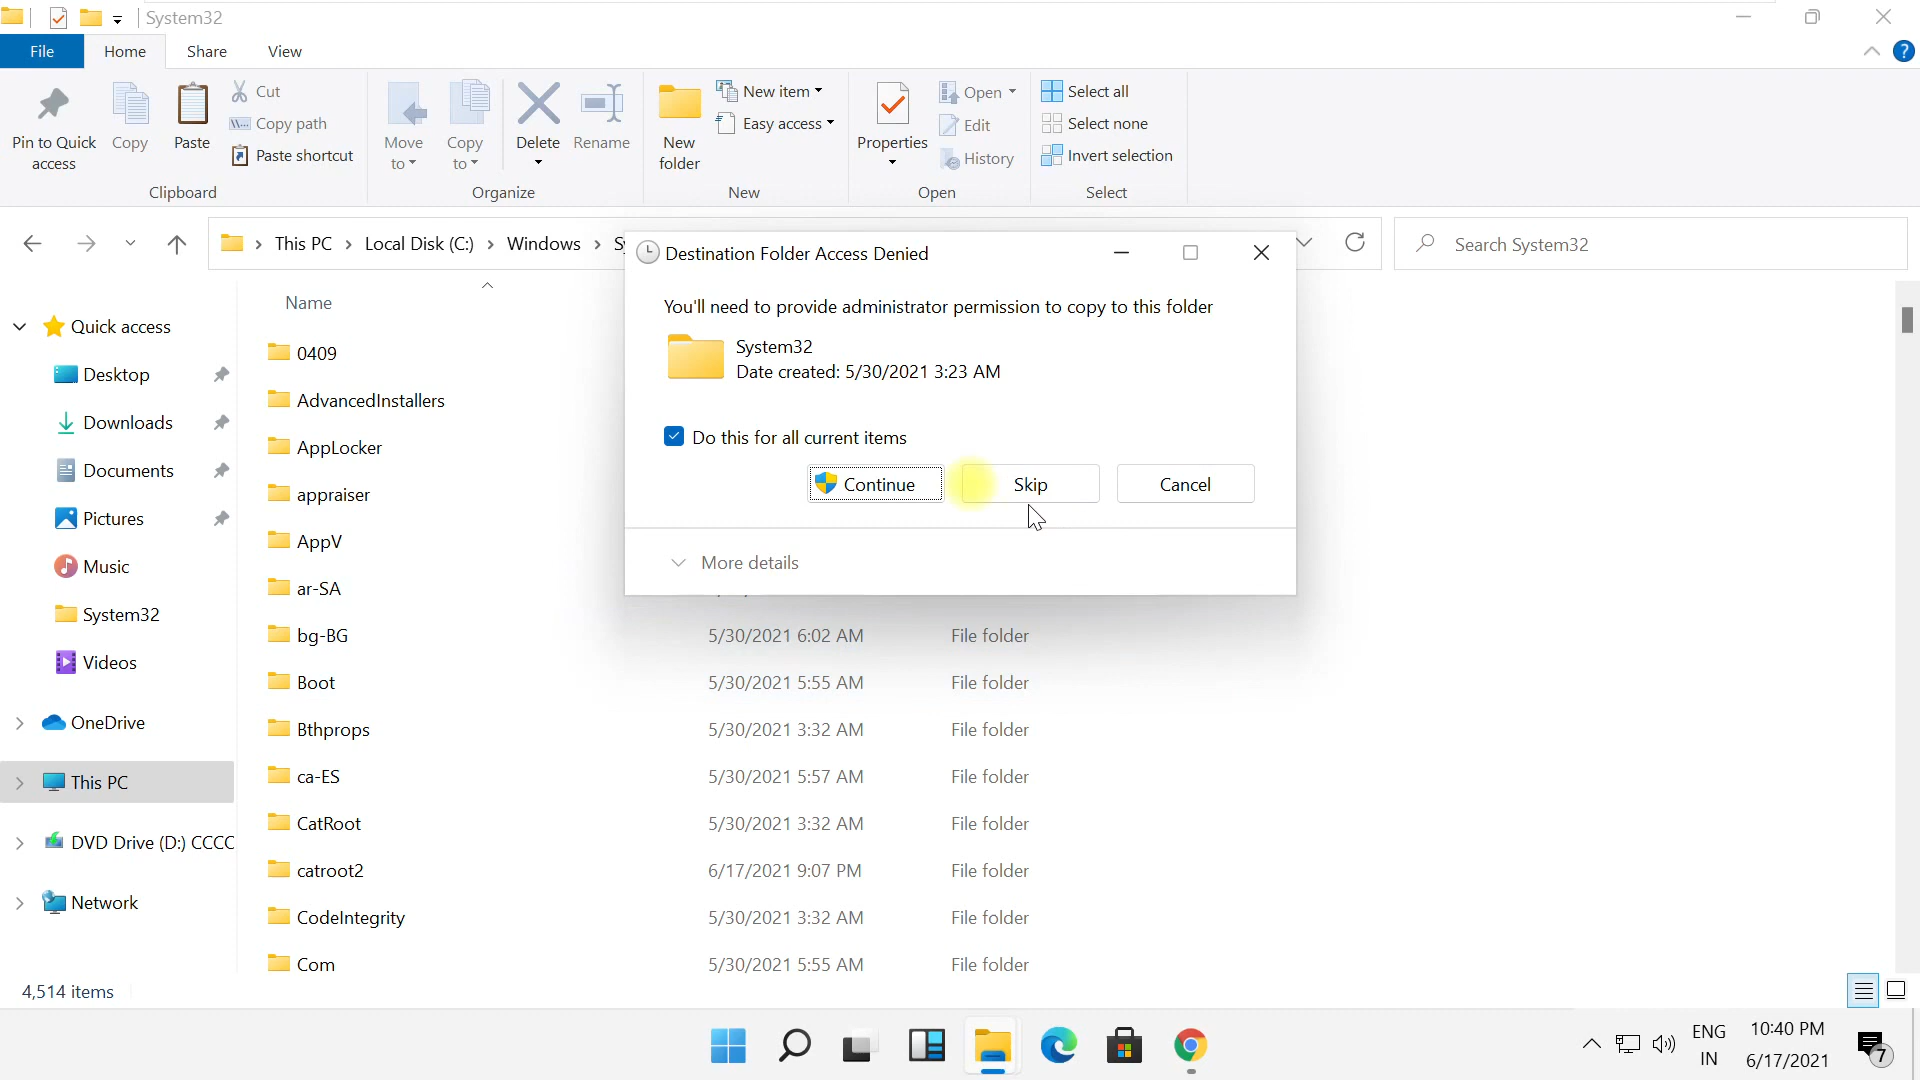 System32
File
Home
Share
View
Pin to Quick access
Copy
Paste
Cut
Copy path
Paste shortcut
Clipboard
Move to
Copy to
Delete
Rename
Organize
New folder
New item
Easy access
New
Properties
Open
Edit
History
Open
Select all
Select none
Invert selection
Select
This PC > Local Disk (C:) > Windows >
Search System32
Destination Folder Access Denied
You'll need to provide administrator permission to copy to this folder
System32
Date created: 5/30/2021 3:23 AM
Do this for all current items
Continue
Skip
Cancel
More details
Quick access
Desktop
Downloads
Documents
Pictures
Music
System32
Videos
OneDrive
This PC
DVD Drive (D:) CCCC
Network
Name
0409
AdvancedInstallers
AppLocker
appraiser
AppV
ar-SA
bg-BG 5/30/2021 6:02 AM File folder
Boot 5/30/2021 5:55 AM File folder
Bthprops 5/30/2021 3:32 AM File folder
ca-ES 5/30/2021 5:57 AM File folder
CatRoot 5/30/2021 3:32 AM File folder
catroot2 6/17/2021 9:07 PM File folder
CodeIntegrity 5/30/2021 3:32 AM File folder
Com 5/30/2021 5:55 AM File folder
4,514 items
ENG
IN
10:40 PM
6/17/2021
7